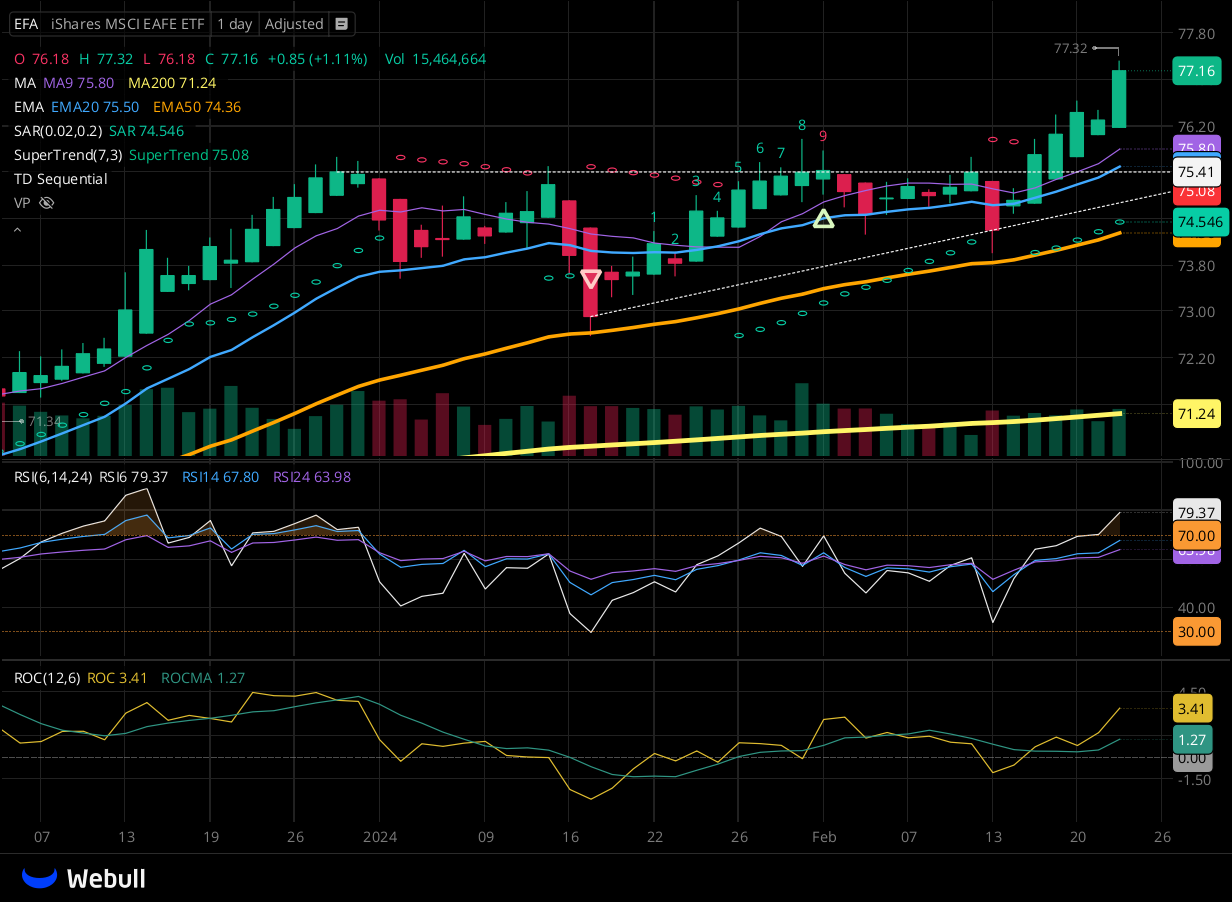 EFA iShares MSCI EAFE ETF 1 day Adjusted
O 76.18 H 77.32 L 76.18 C 77.16 +0.85 (+1.11%) Vol 15,464,664
MA MA9 75.80 MA200 71.24
EMA EMA20 75.50 EMA50 74.36
SAR(0.02,0.2) SAR 74.546
SuperTrend(7,3) SuperTrend 75.08
TD Sequential
VP
77.32
77.80
77.16
76.20
75.80
75.41
75.08
74.546
73.80
73.00
72.20
71.24
71.34
1
2
3
4
5
6
7
8
9
RSI(6,14,24) RSI6 79.37 RSI14 67.80 RSI24 63.98
100.00
79.37
70.00
63.98
40.00
30.00
ROC(12,6) ROC 3.41 ROCMA 1.27
4.50
3.41
1.27
0.00
-1.50
07 13 19 26 2024 09 16 22 26 Feb 07 13 20 26
Webull